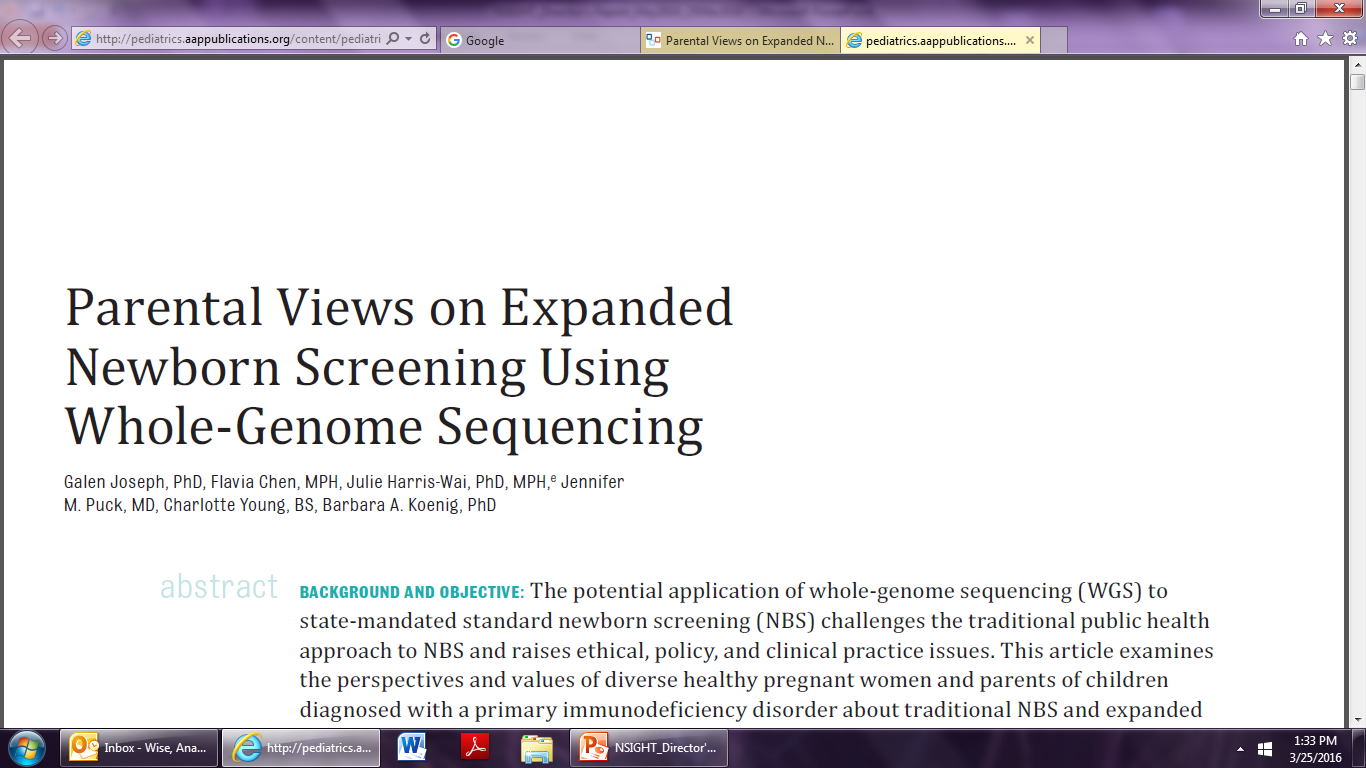 http://pediatrics.aappublications.org/content/pediatri
Google
Parental Views on Expanded N...
pediatrics.aappublications....
Parental Views on Expanded
Newborn Screening Using
Whole-Genome Sequencing
Galen Joseph, PhD, Flavia Chen, MPH, Julie Harris-Wai, PhD, MPH,e Jennifer
M. Puck, MD, Charlotte Young, BS, Barbara A. Koenig, PhD
abstract
BACKGROUND AND OBJECTIVE: The potential application of whole-genome sequencing (WGS) to
state-mandated standard newborn screening (NBS) challenges the traditional public health
approach to NBS and raises ethical, policy, and clinical practice issues. This article examines
the perspectives and values of diverse healthy pregnant women and parents of children
diagnosed with a primary immunodeficiency disorder about traditional NBS and expanded
Inbox - Wise, Ana...
http://pediatrics.a...
NSIGHT_Director'...
1:33 PM
3/25/2016